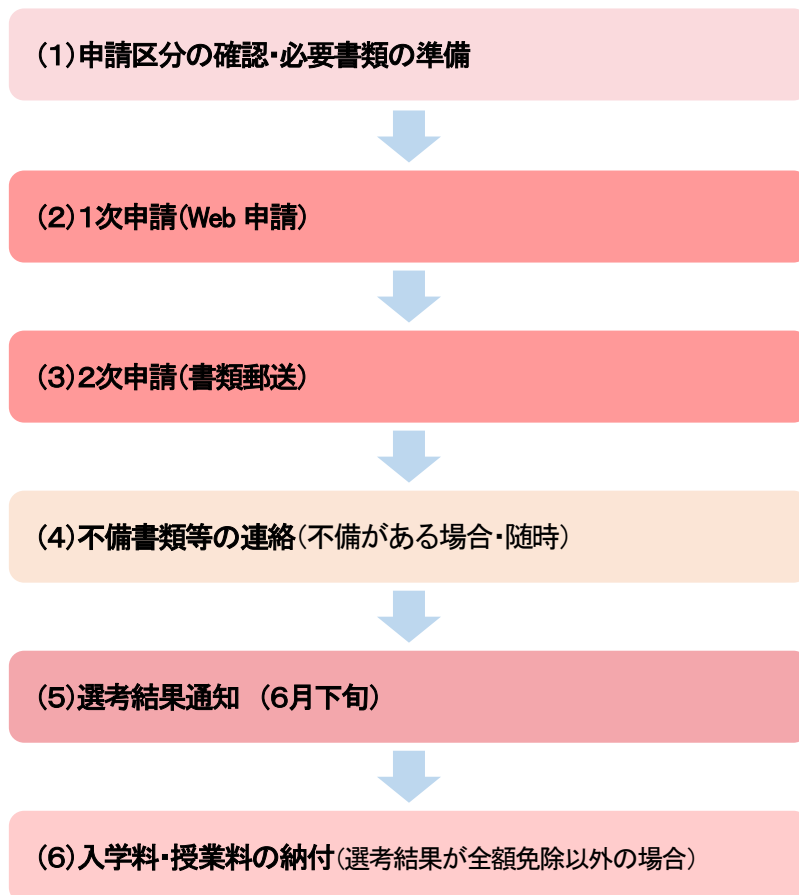 (1)申請区分の確認・必要書類の準備
(2)1次申請(Web 申請)
(3)2次申請(書類郵送)
(4)不備書類等の連絡(不備がある場合・随時)
(5)選考結果通知 (6月下旬)
(6)入学料・授業料の納付(選考結果が全額免除以外の場合)